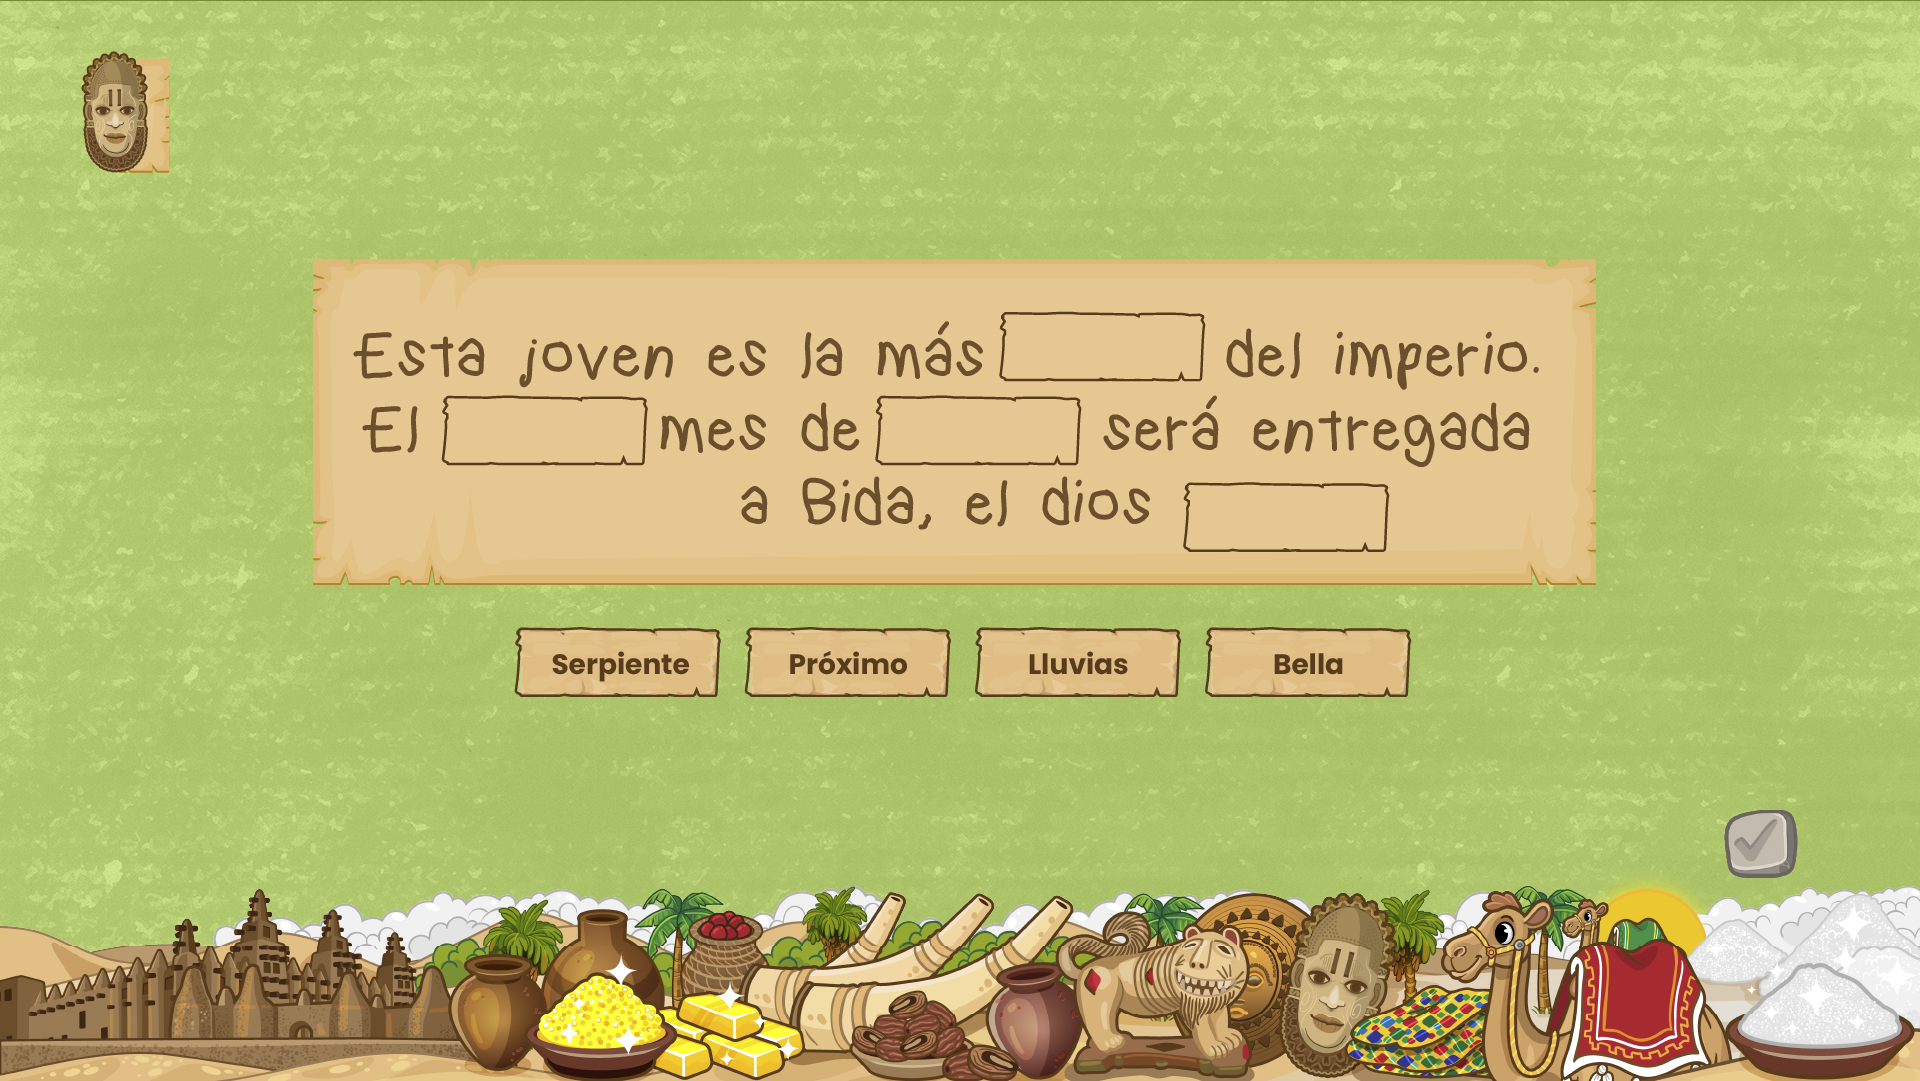 Esta joven es la más del imperio.
El mes de será entregada
a Bida, el dios
Serpiente
Próximo
Lluvias
Bella